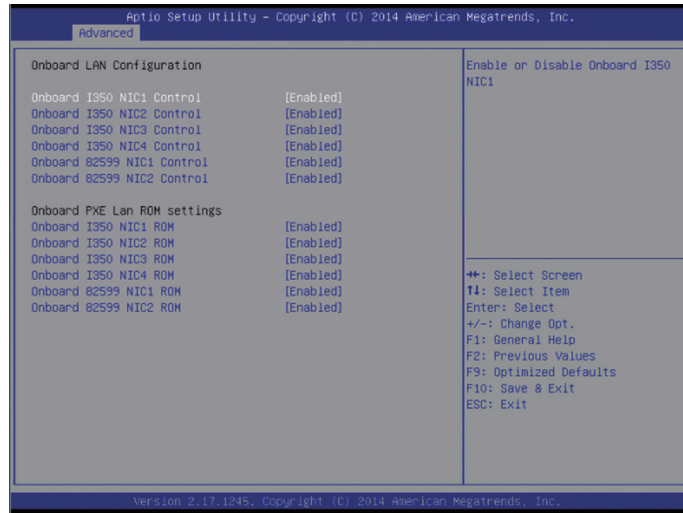 Aptio Setup Utility – Copyright (C) 2014 American Megatrends, Inc.
Advanced
Onboard LAN Configuration
Onboard I350 NIC1 Control [Enabled]
Onboard I350 NIC2 Control [Enabled]
Onboard I350 NIC3 Control [Enabled]
Onboard I350 NIC4 Control [Enabled]
Onboard 82599 NIC1 Control [Enabled]
Onboard 82599 NIC2 Control [Enabled]
Onboard PXE Lan ROM settings
Onboard I350 NIC1 ROM [Enabled]
Onboard I350 NIC2 ROM [Enabled]
Onboard I350 NIC3 ROM [Enabled]
Onboard I350 NIC4 ROM [Enabled]
Onboard 82599 NIC1 ROM [Enabled]
Onboard 82599 NIC2 ROM [Enabled]
Enable or Disable Onboard I350
NIC1
→←: Select Screen
↑↓: Select Item
Enter: Select
+/-: Change Opt.
F1: General Help
F2: Previous Values
F9: Optimized Defaults
F10: Save & Exit
ESC: Exit
Version 2.17.1245. Copyright (C) 2014 American Megatrends, Inc.